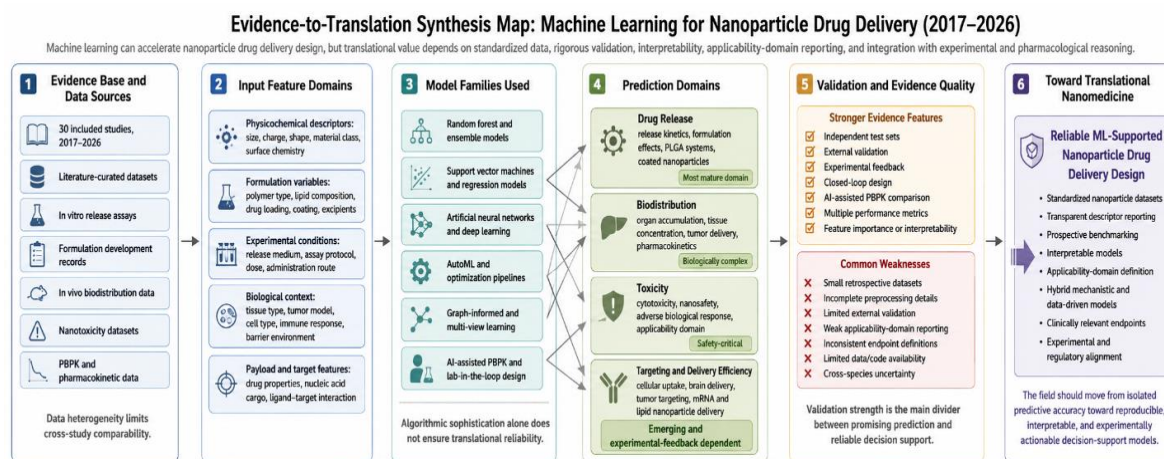 Evidence-to-Translation Synthesis Map: Machine Learning for Nanoparticle Drug Delivery (2017–2026)
Machine learning can accelerate nanoparticle drug delivery design, but translational value depends on standardized data, rigorous validation, interpretability, applicability-domain reporting, and integration with experimental and pharmacological reasoning.
1
Evidence Base and
Data Sources
30 included studies,
2017–2026
Literature-curated datasets
In vitro release assays
Formulation development
records
In vivo biodistribution data
Nanotoxicity datasets
PBPK and
pharmacokinetic data
Data heterogeneity limits
cross-study comparability.
2
Input Feature Domains
Physicochemical descriptors:
size, charge, shape, material class,
surface chemistry
Formulation variables:
polymer type, lipid composition,
drug loading, coating, excipients
Experimental conditions:
release medium, assay protocol,
dose, administration route
Biological context:
tissue type, tumor model,
cell type, immune response,
barrier environment
Payload and target features:
drug properties, nucleic acid
cargo, ligand–target interaction
3
Model Families Used
Random forest and
ensemble models
Support vector machines
and regression models
Artificial neural networks
and deep learning
AutoML and
optimization pipelines
Graph-informed and
multi-view learning
AI-assisted PBPK and
lab-in-the-loop design
Algorithmic sophistication alone does
not ensure translational reliability.
4
Prediction Domains
Drug Release
release kinetics, formulation
effects, PLGA systems,
coated nanoparticles
Most mature domain
Biodistribution
organ accumulation, tissue
concentration, tumor delivery,
pharmacokinetics
Biologically complex
Toxicity
cytotoxicity, nanosafety,
adverse biological response,
applicability domain
Safety-critical
Targeting and Delivery Efficiency
cellular uptake, brain delivery,
tumor targeting, mRNA and
lipid nanoparticle delivery
Emerging and
experimental-feedback dependent
5
Validation and Evidence Quality
Stronger Evidence Features
Independent test sets
External validation
Experimental feedback
Closed-loop design
AI-assisted PBPK comparison
Multiple performance metrics
Feature importance or interpretability
Common Weaknesses
Small retrospective datasets
Incomplete preprocessing details
Limited external validation
Weak applicability-domain reporting
Inconsistent endpoint definitions
Limited data/code availability
Cross-species uncertainty
Validation strength is the main divider
between promising prediction and
reliable decision support.
6
Toward Translational
Nanomedicine
Reliable ML-Supported
Nanoparticle Drug
Delivery Design
• Standardized nanoparticle datasets
• Transparent descriptor reporting
• Prospective benchmarking
• Interpretable models
• Applicability-domain definition
• Hybrid mechanistic and
data-driven models
• Clinically relevant endpoints
• Experimental and
regulatory alignment
The field should move from isolated
predictive accuracy toward reproducible,
interpretable, and experimentally
actionable decision-support models.